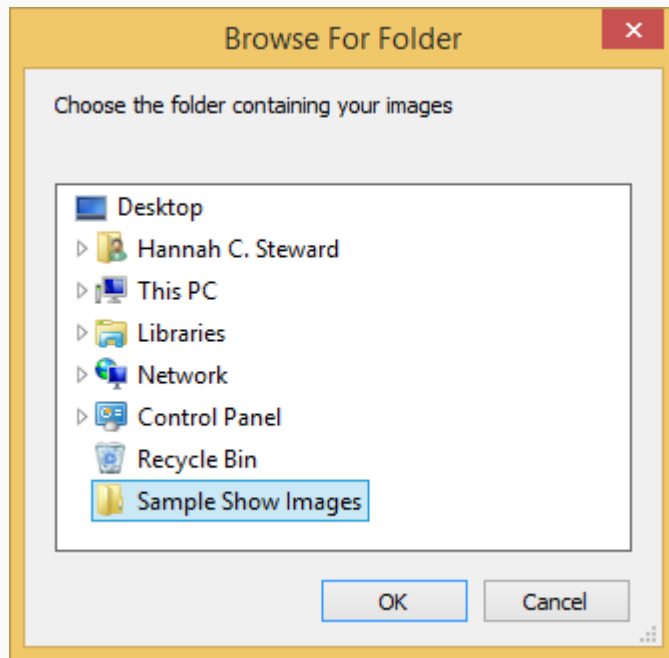 Browse For Folder
Choose the folder containing your images
Desktop
Hannah C. Steward
This PC
Libraries
Network
Control Panel
Recycle Bin
Sample Show Images
OK Cancel